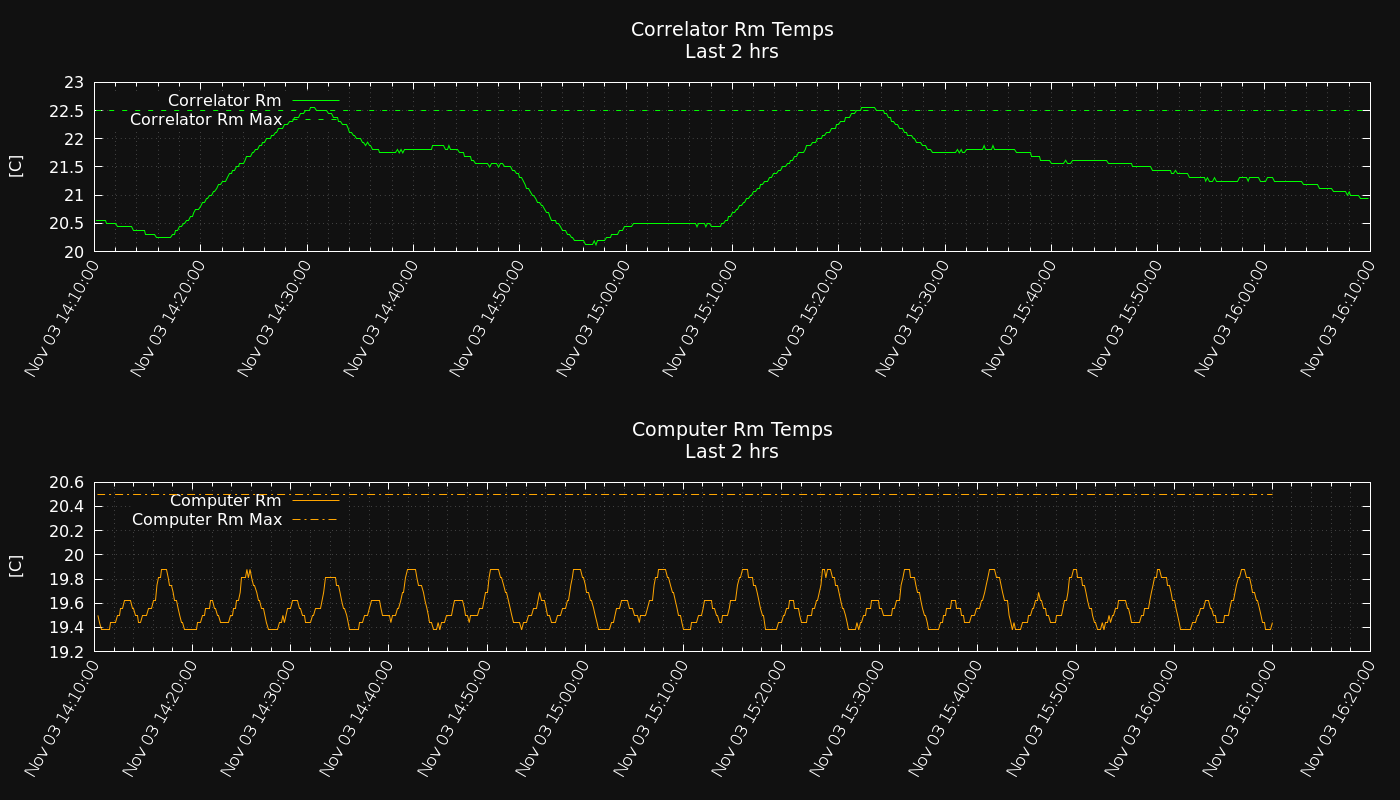 Correlator Rm Temps
Last 2 hrs
23
22.5
22
21.5
21
20.5
20
[C]
Correlator Rm
Correlator Rm Max
Nov 03 14:10:00
Nov 03 14:20:00
Nov 03 14:30:00
Nov 03 14:40:00
Nov 03 14:50:00
Nov 03 15:00:00
Nov 03 15:10:00
Nov 03 15:20:00
Nov 03 15:30:00
Nov 03 15:40:00
Nov 03 15:50:00
Nov 03 16:00:00
Nov 03 16:10:00
Computer Rm Temps
Last 2 hrs
20.6
20.4
20.2
20
19.8
19.6
19.4
19.2
[C]
Computer Rm
Computer Rm Max
Nov 03 14:10:00
Nov 03 14:20:00
Nov 03 14:30:00
Nov 03 14:40:00
Nov 03 14:50:00
Nov 03 15:00:00
Nov 03 15:10:00
Nov 03 15:20:00
Nov 03 15:30:00
Nov 03 15:40:00
Nov 03 15:50:00
Nov 03 16:00:00
Nov 03 16:10:00
Nov 03 16:20:00